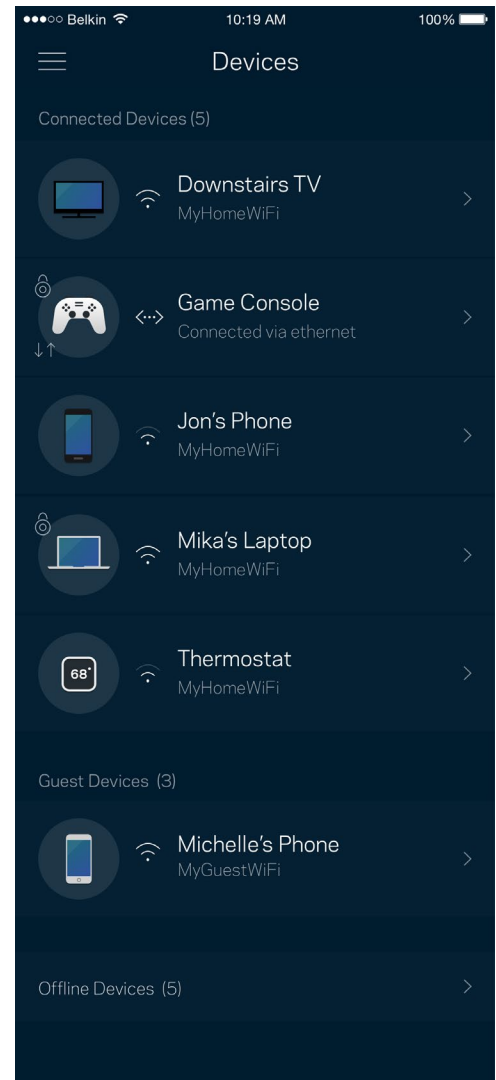 Belkin 10:19 AM 100%
Devices
Connected Devices (5)
Downstairs TV
MyHomeWiFi
Game Console
Connected via ethernet
Jon's Phone
MyHomeWiFi
Mika's Laptop
MyHomeWiFi
68°
Thermostat
MyHomeWiFi
Guest Devices (3)
Michelle's Phone
MyGuestWiFi
Offline Devices (5)